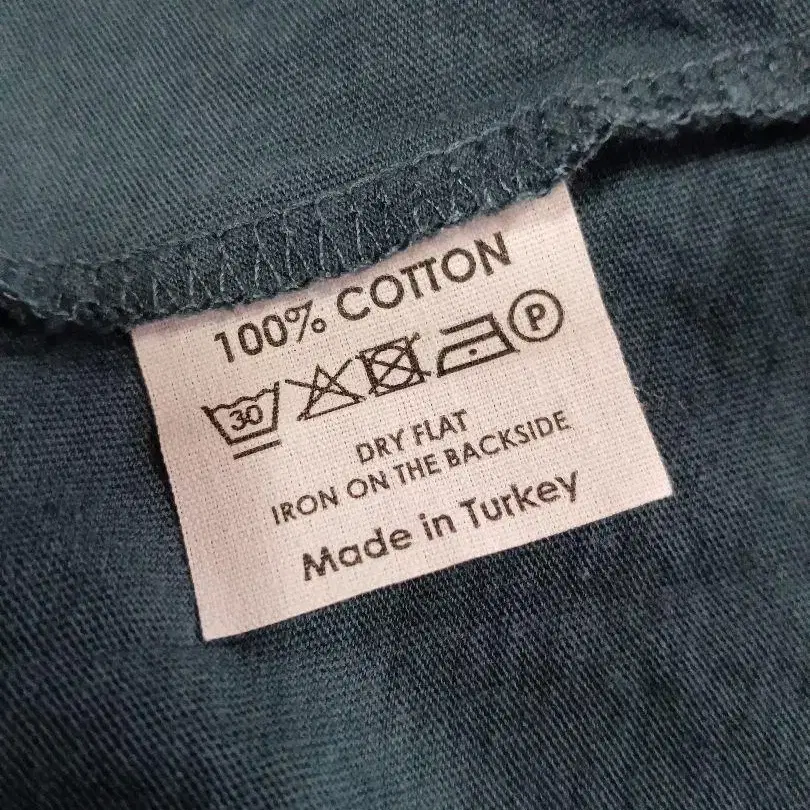 100% COTTON
30 P
DRY FLAT
IRON ON THE BACKSIDE
Made in Turkey